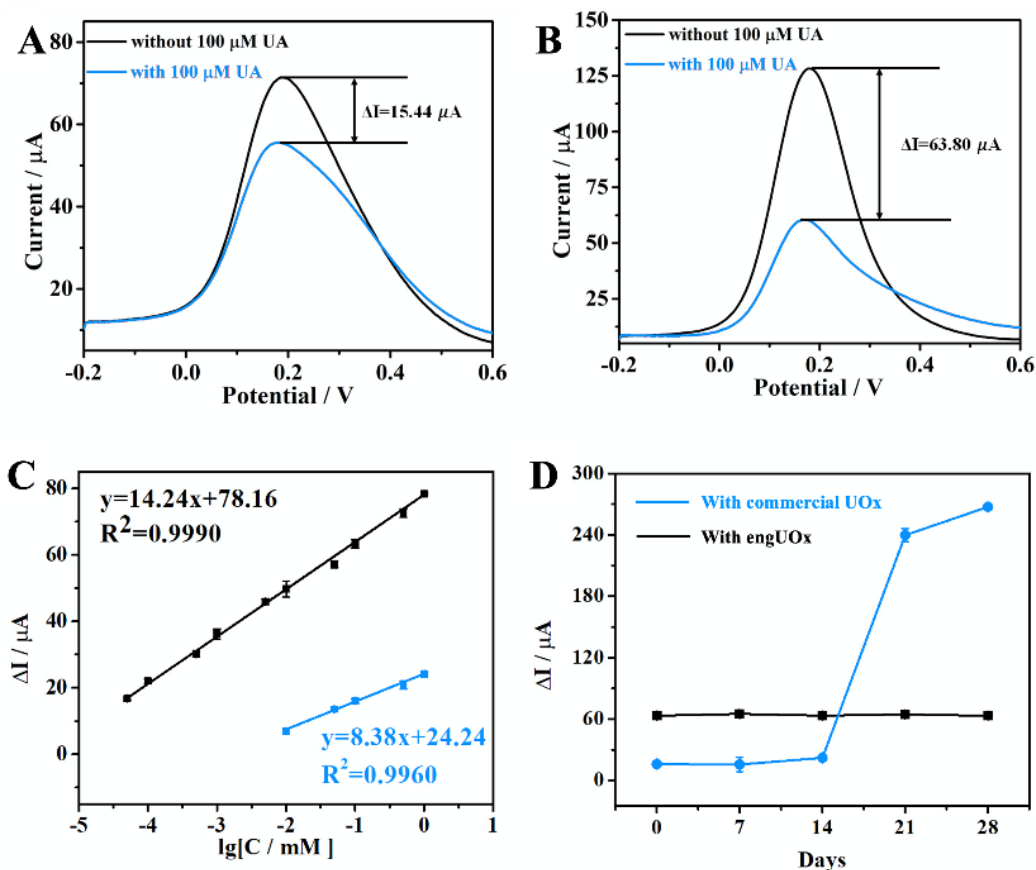 A
without 100 μM UA
with 100 μM UA
ΔI=15.44 μA
Current / μA
80
60
40
20
-0.2
0.0
0.2
0.4
0.6
Potential / V
B
without 100 μM UA
with 100 μM UA
ΔI=63.80 μA
Current / μA
150
125
100
75
50
25
-0.2
0.0
0.2
0.4
0.6
Potential / V
C
y=14.24x+78.16
R²=0.9990
y=8.38x+24.24
R²=0.9960
ΔI / μA
80
60
40
20
0
-5
-4
-3
-2
-1
0
1
lg[C / mM ]
D
With commercial UOx
With engUOx
ΔI / μA
300
240
180
120
60
0
0
7
14
21
28
Days